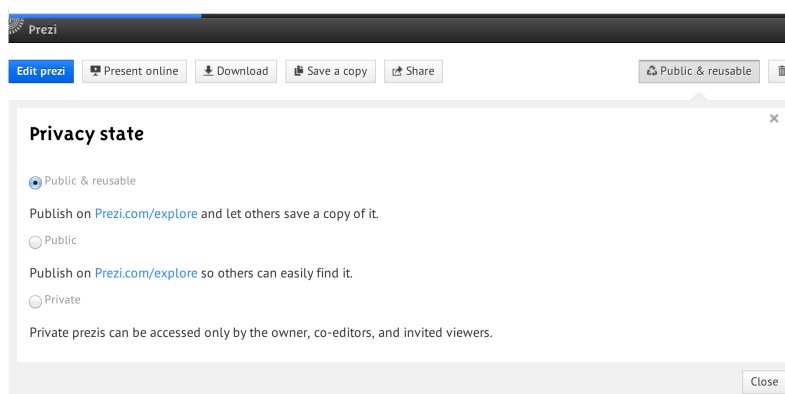 Prezi
Edit prezi Present online Download Save a copy Share Public & reusable
Privacy state
Public & reusable
Publish on Prezi.com/explore and let others save a copy of it.
Public
Publish on Prezi.com/explore so others can easily find it.
Private
Private prezis can be accessed only by the owner, co-editors, and invited viewers.
Close